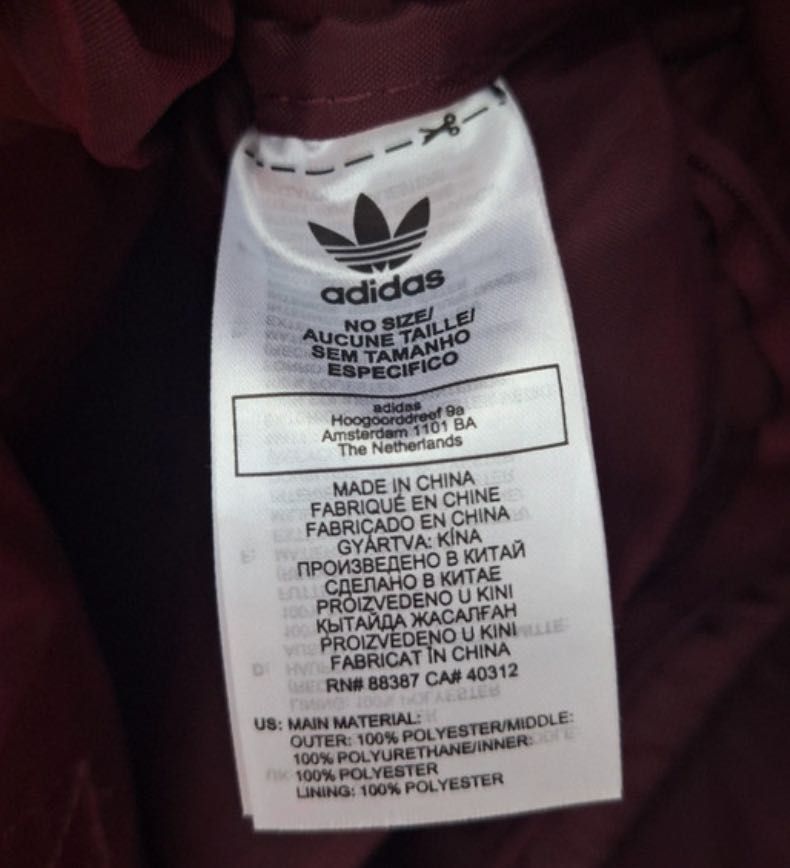 adidas
NO SIZE/
AUCUNE TAILLE/
SEM TAMANHO
ESPECIFICO
adidas
Hoogoorddreef 9a
Amsterdam 1101 BA
The Netherlands
MADE IN CHINA
FABRIQUÉ EN CHINE
FABRICADO EN CHINA
GYÁRTVA: KÍNA
ПРОИЗВЕДЕНО В КИТАЙ
СДЕЛАНО В КИТАЕ
PROIZVEDENO U KINI
ҚЫТАЙДА ЖАСАЛҒАН
PROIZVEDENO U KINI
FABRICAT ÎN CHINA
RN# 88387 CA# 40312
US: MAIN MATERIAL:
OUTER: 100% POLYESTER/MIDDLE:
100% POLYURETHANE/INNER:
100% POLYESTER
LINING: 100% POLYESTER